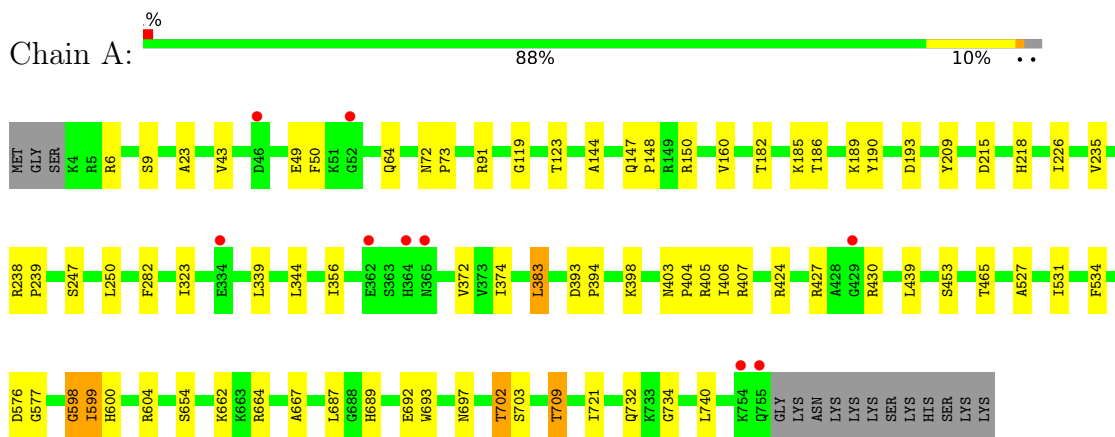 %
Chain A:
88% 10% • •
MET GLY SER K4 R5 R6 S9 A23 V43 D46 E49 F50 K51 G52 Q64 N72 P73 R91 G119 T123 A144 Q147 P148 R149 R150 V160 T182 K185 T186 K189 Y190 D193 Y209 D215 H218 I226 V235
R238 P239 S247 L250 F282 I323 E334 L339 L344 I356 E362 S363 H364 N365 V372 V373 I374 L383 D393 P394 K398 N403 P404 R405 I406 R407 R424 R427 A428 G429 R430 L439 S453 T465 A527 I531 F534
D576 G577 G598 I599 H600 R604 S654 K662 K663 R664 A667 L687 G688 H689 E692 W693 N697 T702 S703 T709 T721 Q732 K733 G734 L740 K754 Q755 GLY LYS ASN LYS LYS LYS SER LYS HIS SER LYS LYS